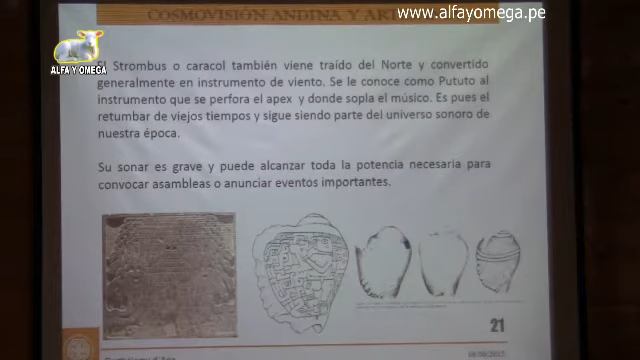 COSMOVISIÓN ANDINA Y
www.alfayomega.pe
ALFA Y OMEGA
El Strombus o caracol también viene traído del Norte y convertido
generalmente en instrumento de viento. Se le conoce como Pututo al
instrumento que se perfora el apex y donde sopla el músico. Es pues el
retumbar de viejos tiempos y sigue siendo parte del universo sonoro de
nuestra época.
Su sonar es grave y puede alcanzar toda la potencia necesaria para
convocar asambleas o anunciar eventos importantes.
21